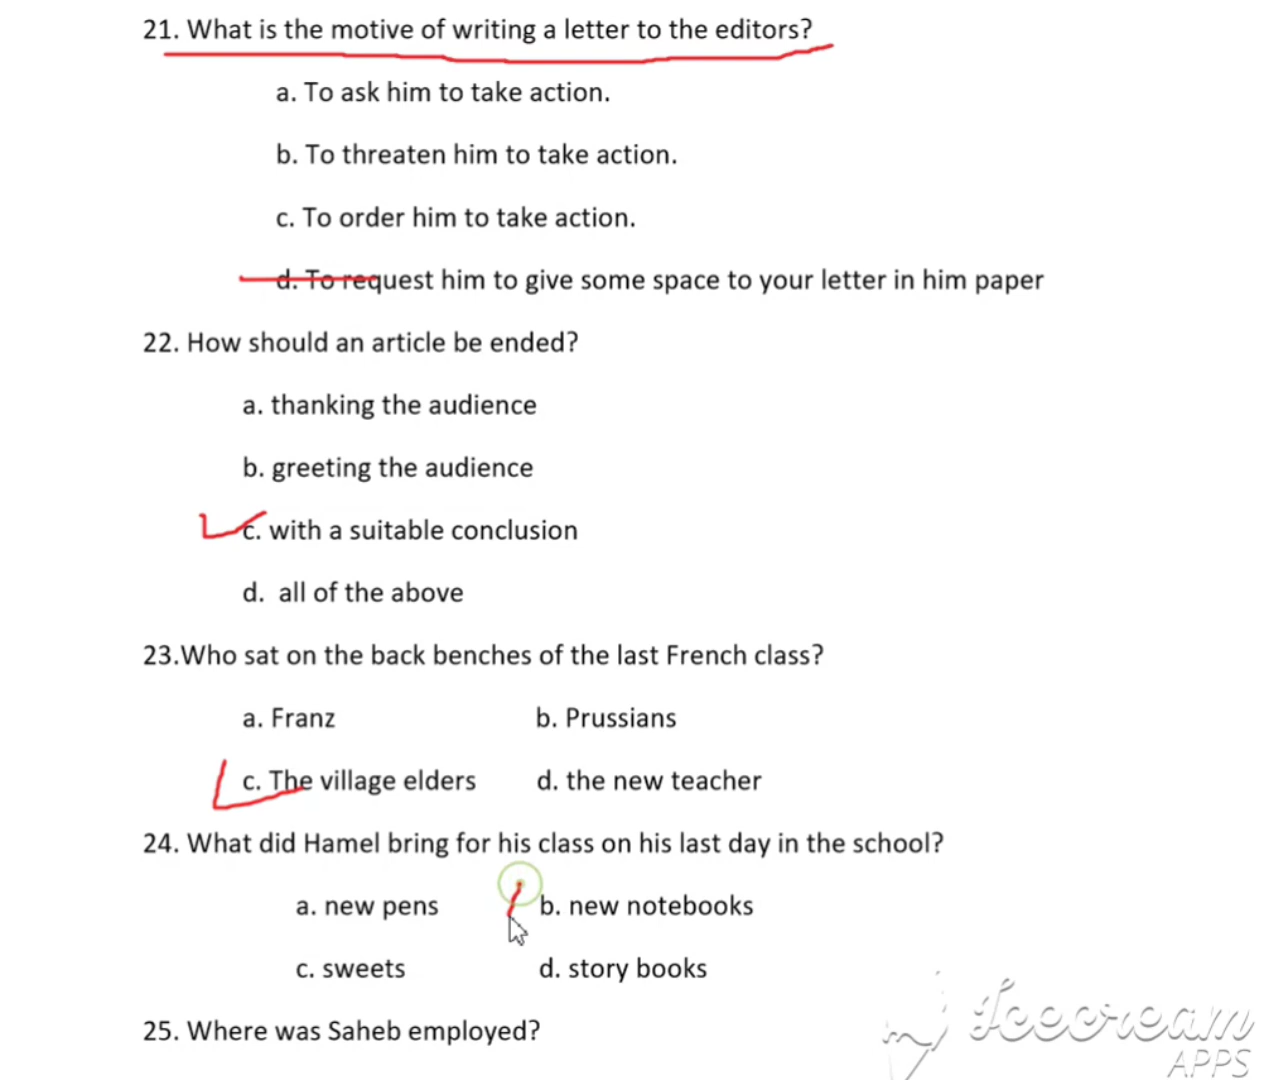 21. What is the motive of writing a letter to the editors?
a. To ask him to take action.
b. To threaten him to take action.
c. To order him to take action.
d. To request him to give some space to your letter in him paper
22. How should an article be ended?
a. thanking the audience
b. greeting the audience
c. with a suitable conclusion
d. all of the above
23.Who sat on the back benches of the last French class?
a. Franz b. Prussians
c. The village elders d. the new teacher
24. What did Hamel bring for his class on his last day in the school?
a. new pens b. new notebooks
c. sweets d. story books
25. Where was Saheb employed?
Icecream
APPS